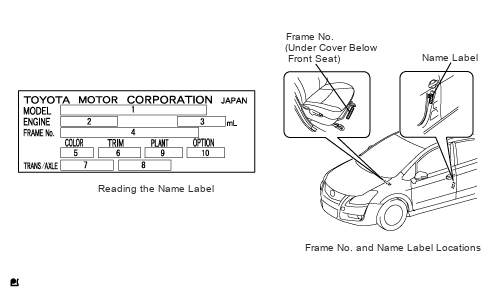 Frame No.
(Under Cover Below
Front Seat)
Name Label
TOYOTA MOTOR CORPORATION JAPAN
MODEL 1
ENGINE 2 3 mL
FRAME No. 4
COLOR TRIM PLANT OPTION
5 6 9 10
TRANS/AXLE 7 8
Reading the Name Label
Frame No. and Name Label Locations